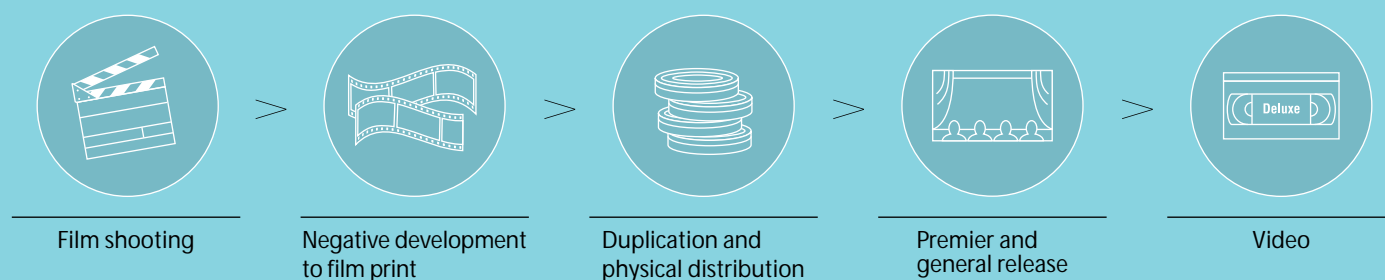 Deluxe
Film shooting
Negative development
to film print
Duplication and
physical distribution
Premier and
general release
Video